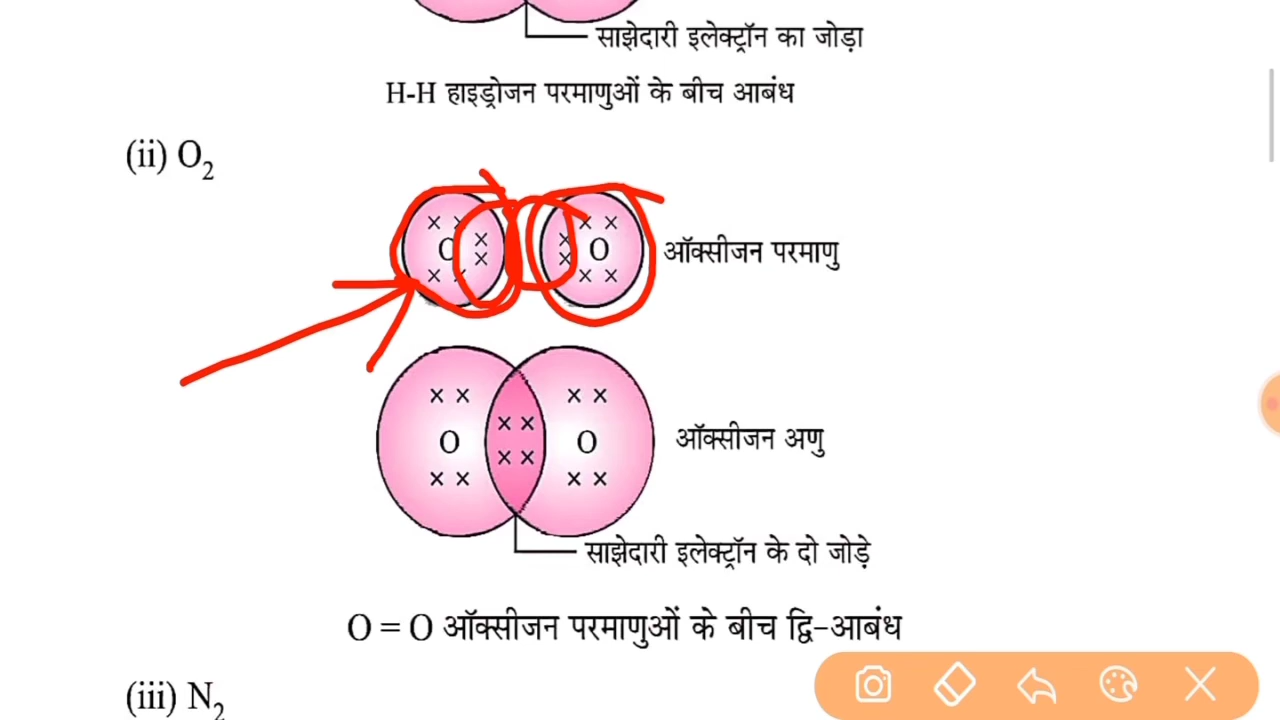 साझेदारी इलेक्ट्रॉन का जोड़ा
H-H हाइड्रोजन परमाणुओं के बीच आबंध
(ii) O₂
× × × × × ×
O × × O ऑक्सीजन परमाणु
× × × ×
× × × ×
× ×
O O ऑक्सीजन अणु
× ×
× × × ×
साझेदारी इलेक्ट्रॉन के दो जोड़े
O = O ऑक्सीजन परमाणुओं के बीच द्वि-आबंध
(iii) N₂